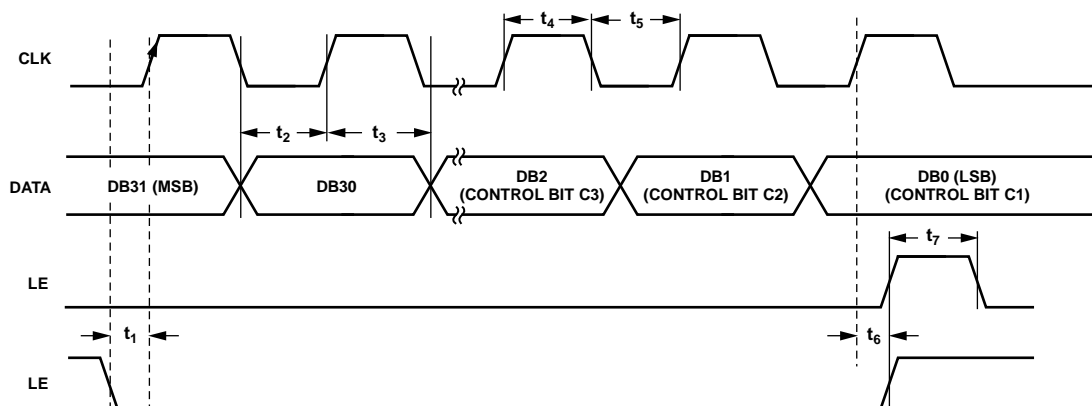 t4
t5
CLK
t2
t3
DATA
DB31 (MSB)
DB30
DB2
(CONTROL BIT C3)
DB1
(CONTROL BIT C2)
DB0 (LSB)
(CONTROL BIT C1)
t7
LE
t1
t6
LE